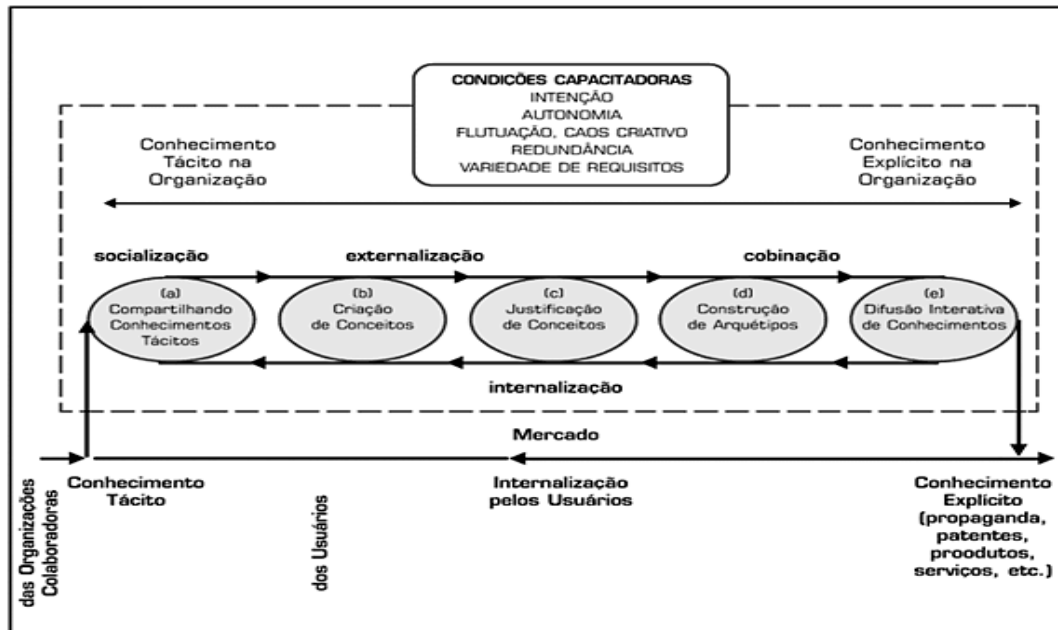 CONDIÇÕES CAPACITADORAS
INTENÇÃO
AUTONOMIA
FLUTUAÇÃO, CAOS CRIATIVO
REDUNDÂNCIA
VARIEDADE DE REQUISITOS
Conhecimento
Tácito na
Organização
Conhecimento
Explícito na
Organização
socialização
externalização
cobinação
(a)
Compartilhando
Conhecimentos
Tácitos
(b)
Criação
de Conceitos
(c)
Justificação
de Conceitos
(d)
Construção
de Arquétipos
(e)
Difusão Interativa
de Conhecimentos
internalização
Mercado
das Organizações
Colaboradoras
Conhecimento
Tácito
dos Usuários
Internalização
pelos Usuários
Conhecimento
Explícito
(propaganda,
patentes,
proodutos,
serviços, etc.)